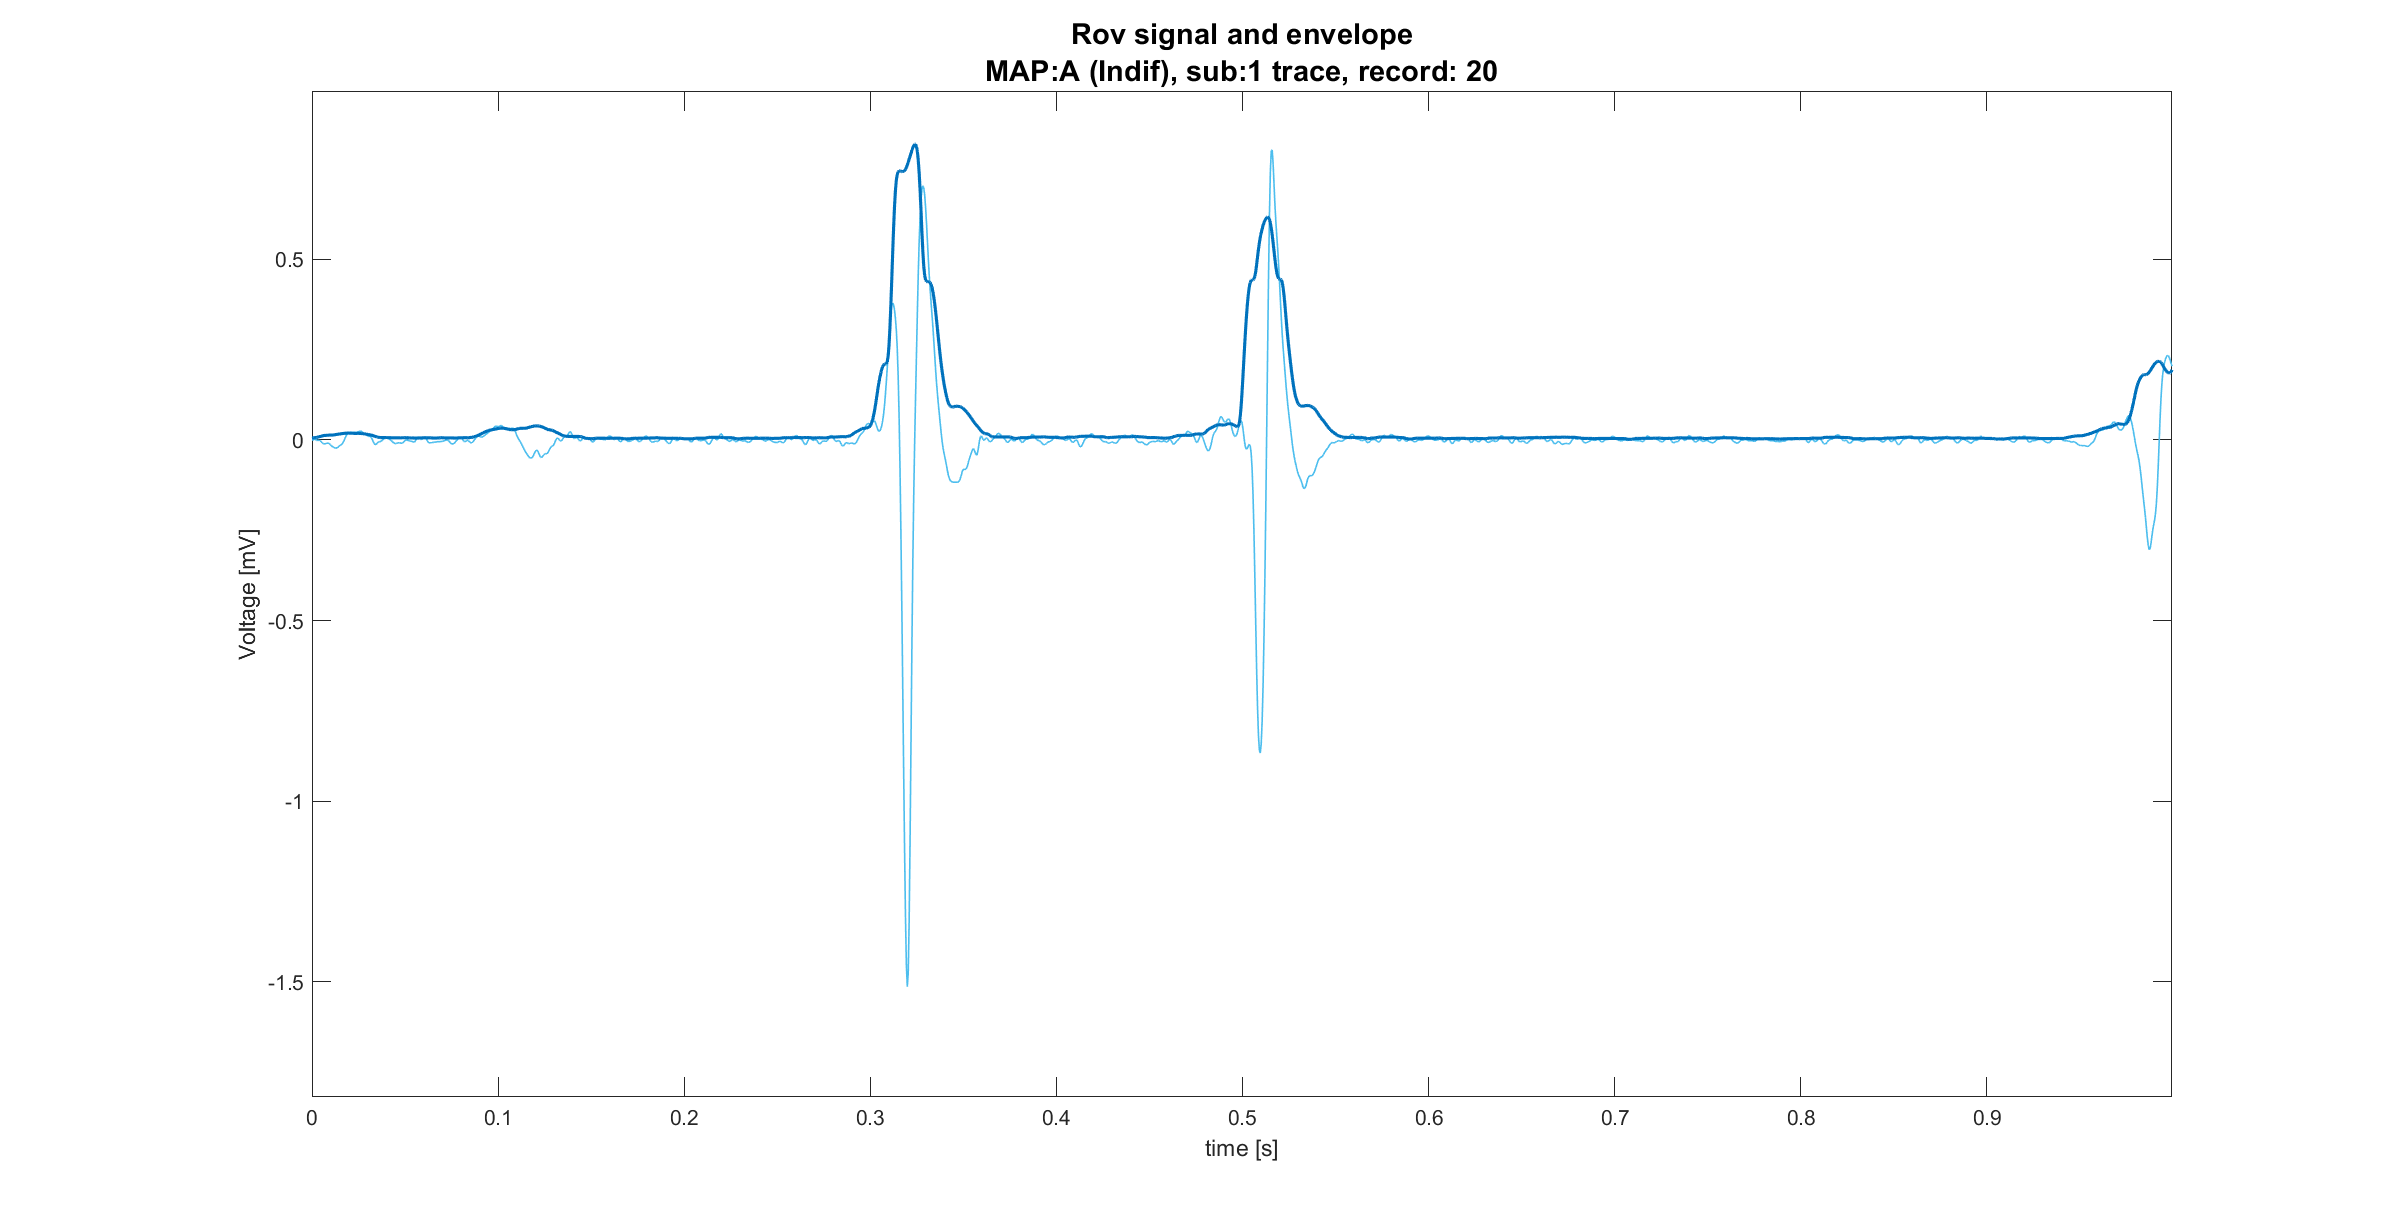 Rov signal and envelope
MAP:A (Indif), sub:1 trace, record: 20
0.5
0
-0.5
-1
-1.5
Voltage [mV]
0 0.1 0.2 0.3 0.4 0.5 0.6 0.7 0.8 0.9
time [s]